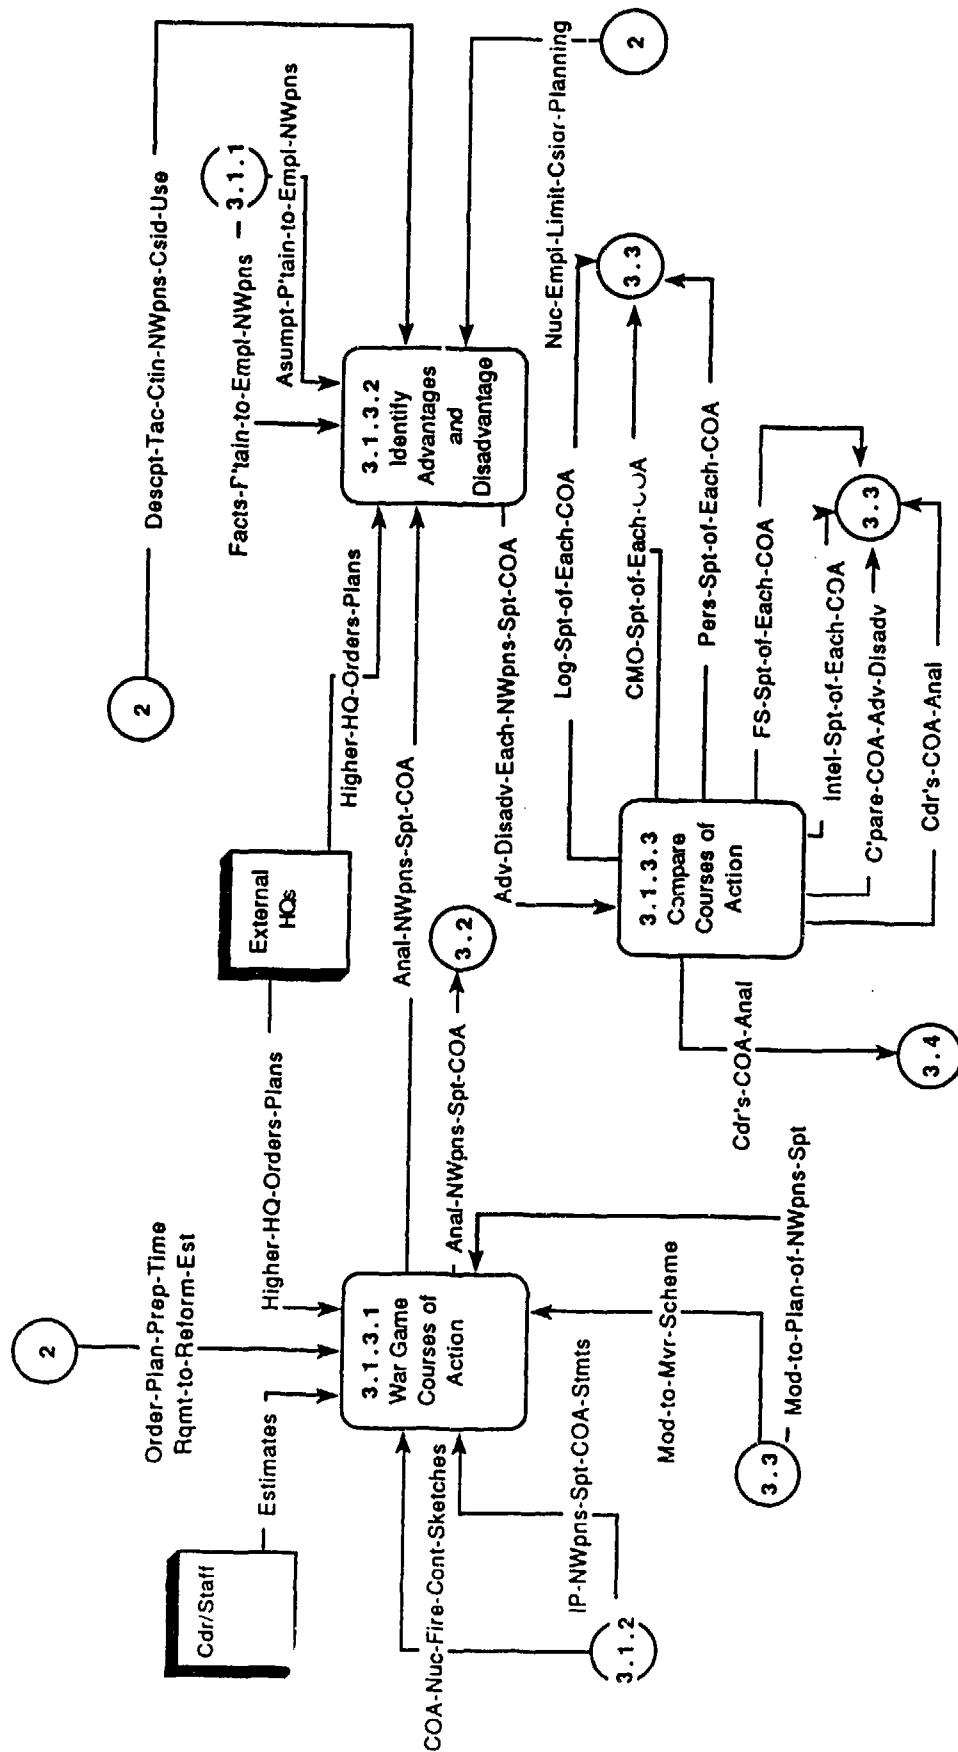 2
Descpt-Tac-Ctln-NWpns-Csid-Use
Facts-P'tain-to-Empl-NWpns
3.1.1
Asumpt-P'tain-to-Empl-NWpns
2
Order-Plan-Prep-Time
Rqmt-to-Reform-Est
Cdr/Staff
Estimates
Higher-HQ-Orders-Plans
External
HQs
Higher-HQ-Orders-Plans
3.1.3.1
War Game
Courses of
Action
Anal-NWpns-Spt-COA
3.1.3.2
Identify
Advantages
and
Disadvantage
Anal-NWpns-Spt-COA
3.2
COA-Nuc-Fire-Cont-Sketches
IP-NWpns-Spt-COA-Stmts
3.1.2
Mod-to-Mvr-Scheme
3.3
Mod-to-Plan-of-NWpns-Spt
Adv-Disadv-Each-NWpns-Spt-COA
Nuc-Empl-Limit-Csior-Planning
2
3.1.3.3
Compare
Courses of
Action
Log-Spt-of-Each-COA
CMO-Spt-of-Each-COA
Pers-Spt-of-Each-COA
3.3
FS-Spt-of-Each-COA
Intel-Spt-of-Each-COA
C'pare-COA-Adv-Disadv
Cdr's-COA-Anal
3.3
Cdr's-COA-Anal
3.4